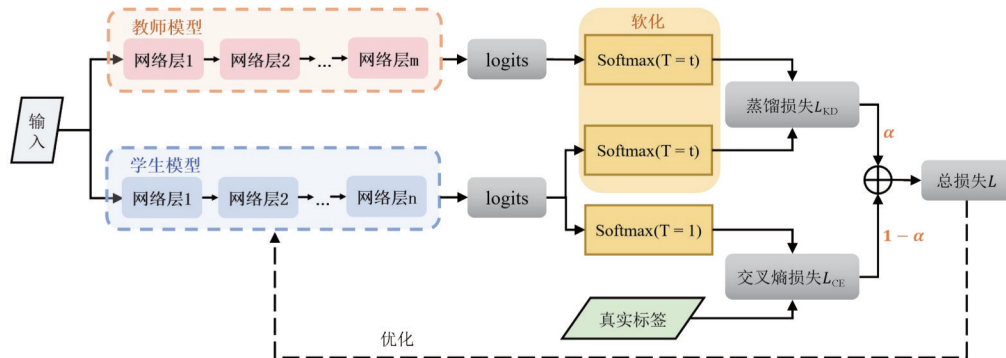 教师模型
网络层1
网络层2
...
网络层m
logits
软化
Softmax(T = t)
蒸馏损失L_KD
α
输
入
学生模型
网络层1
网络层2
...
网络层n
logits
Softmax(T = t)
总损失L
Softmax(T = 1)
1 − α
交叉熵损失L_CE
真实标签
优化